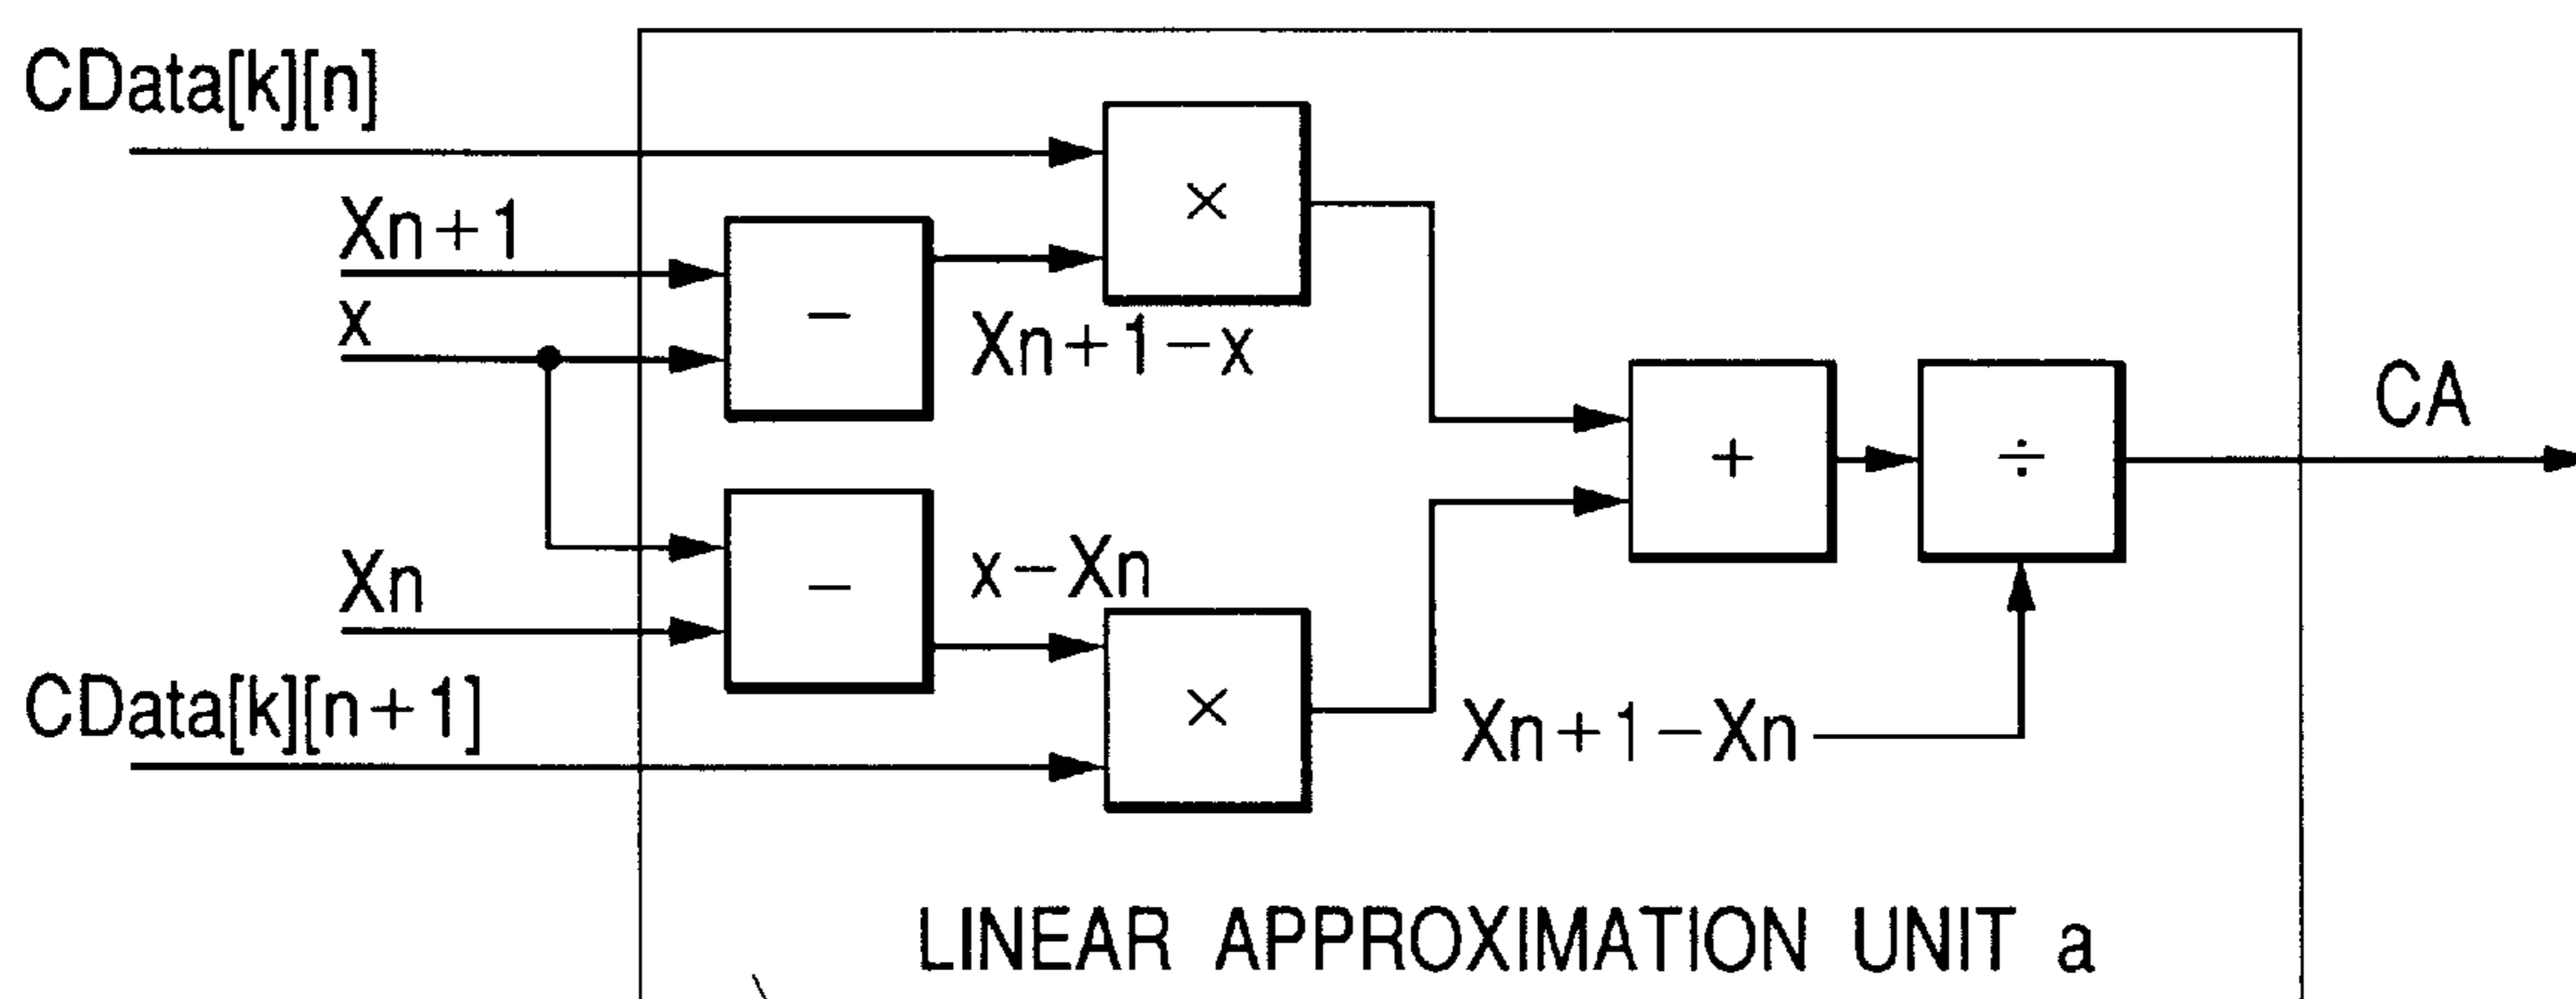 CData[k][n]
Xn+1
x
Xn
CData[k][n+1]
×
−
Xn+1−x
−
x−Xn
×
+
÷
Xn+1−Xn
CA
LINEAR APPROXIMATION UNIT a